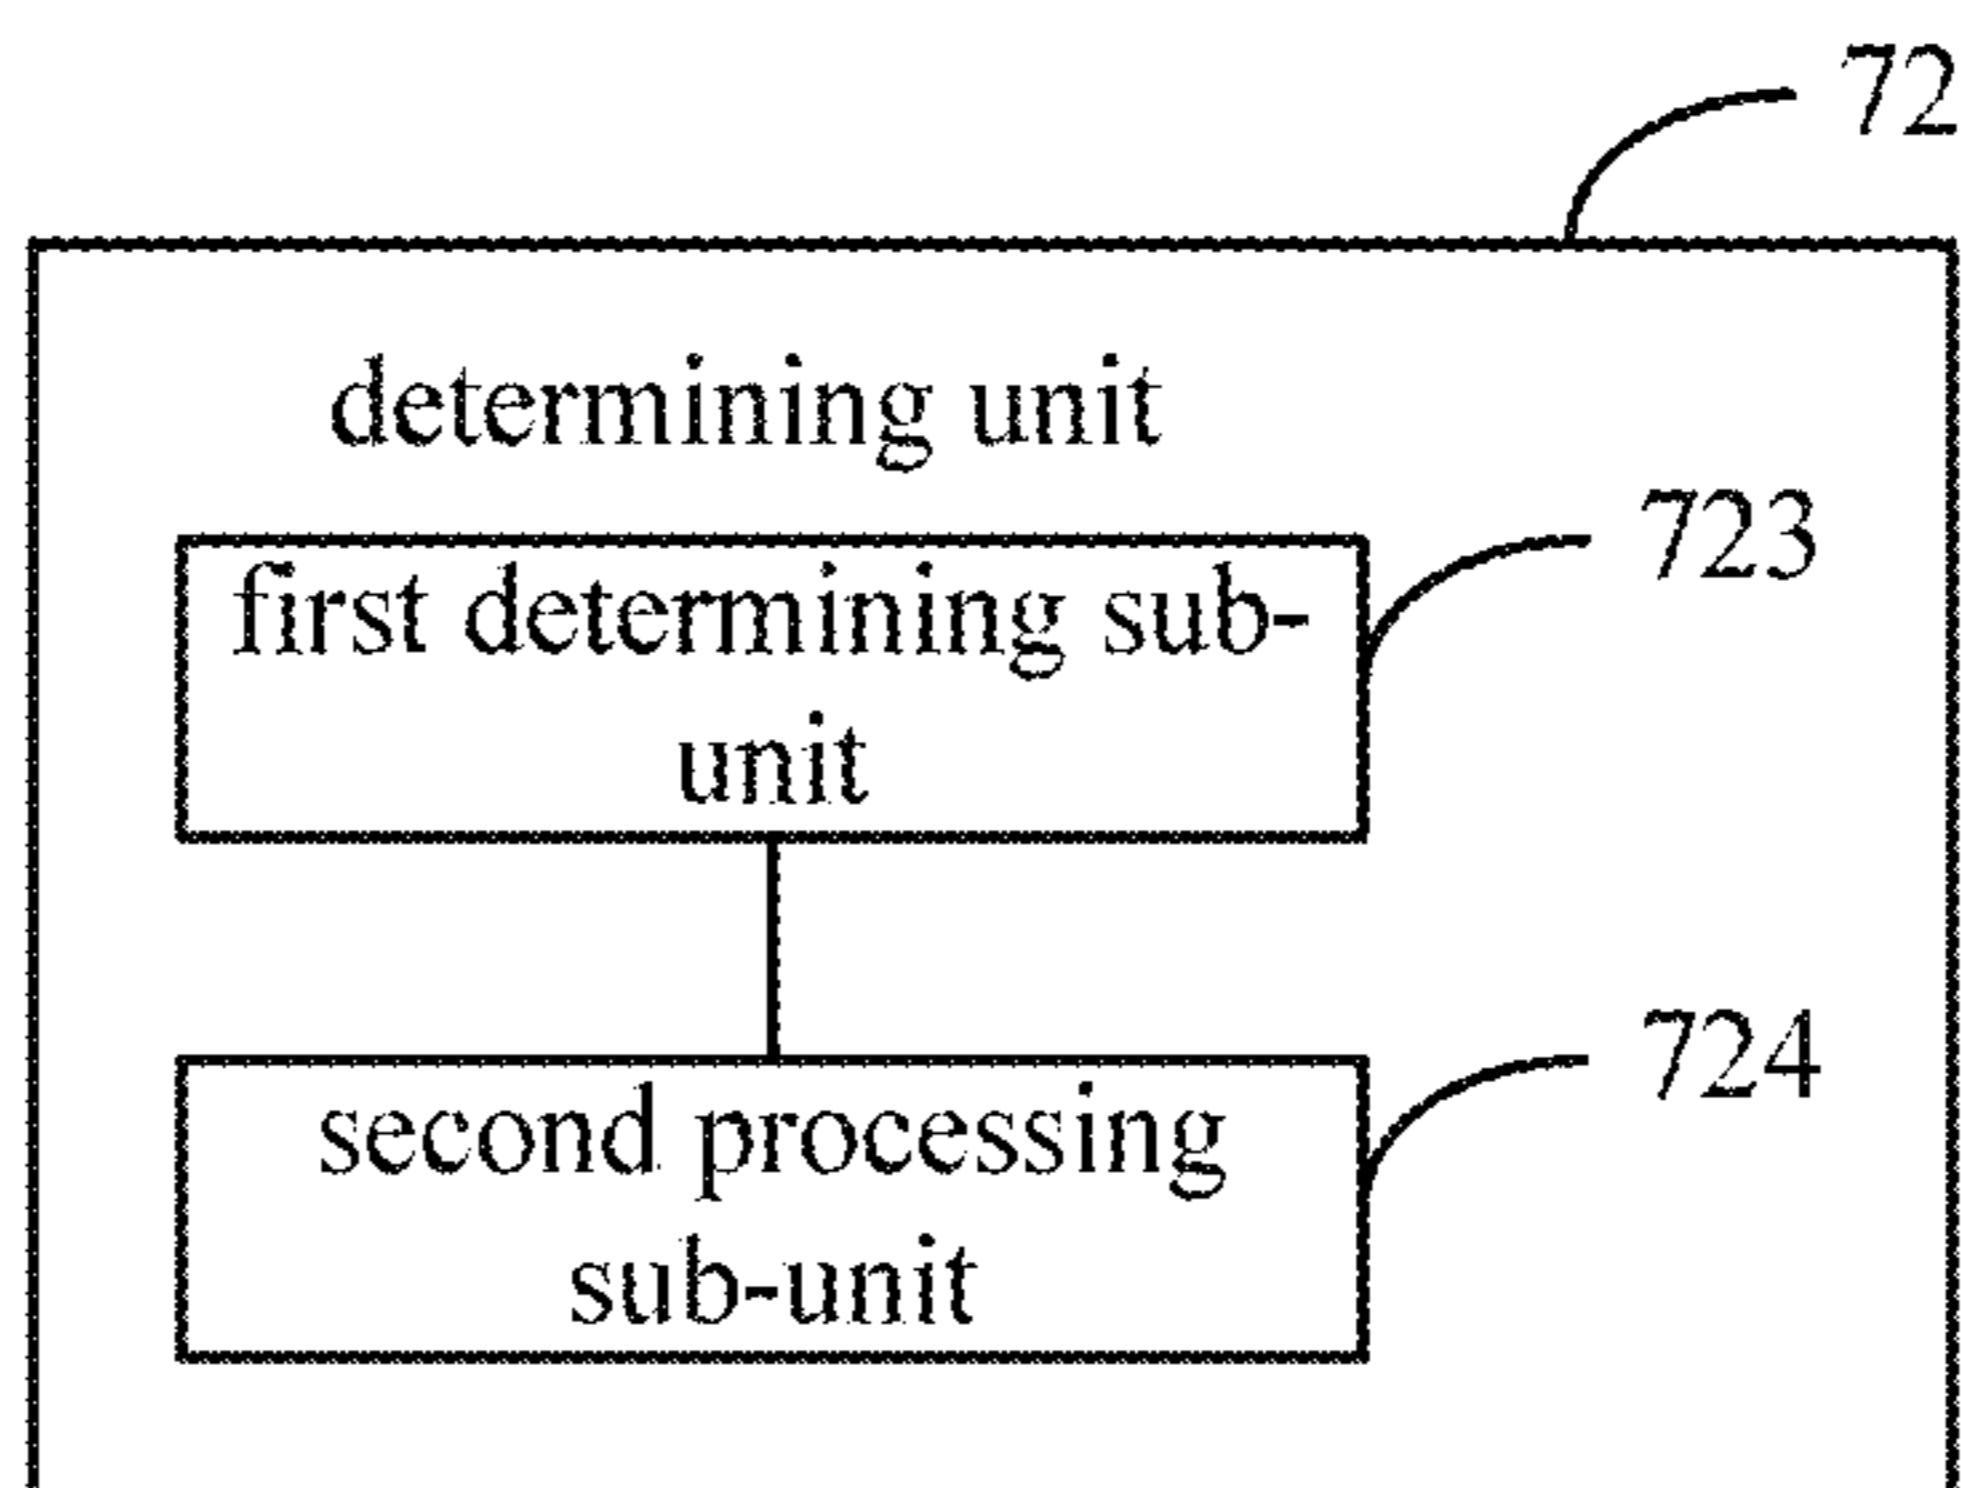 72
determining unit
723
first determining sub-
unit
724
second processing
sub-unit